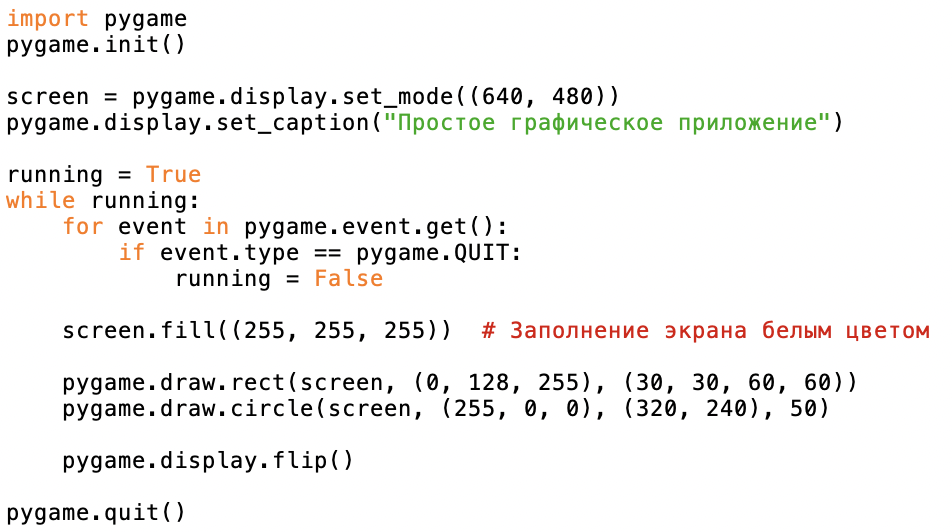 import pygame
pygame.init()

screen = pygame.display.set_mode((640, 480))
pygame.display.set_caption("Простое графическое приложение")

running = True
while running:
    for event in pygame.event.get():
        if event.type == pygame.QUIT:
            running = False

    screen.fill((255, 255, 255))  # Заполнение экрана белым цветом

    pygame.draw.rect(screen, (0, 128, 255), (30, 30, 60, 60))
    pygame.draw.circle(screen, (255, 0, 0), (320, 240), 50)

    pygame.display.flip()

pygame.quit()